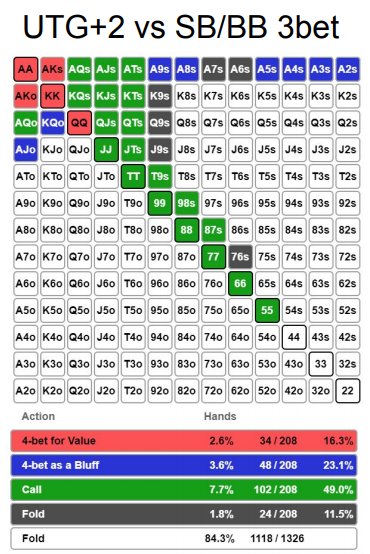 UTG+2 vs SB/BB 3bet
AA AKs AQs AJs ATs A9s A8s A7s A6s A5s A4s A3s A2s
AKo KK KQs KJs KTs K9s K8s K7s K6s K5s K4s K3s K2s
AQo KQo QQ QJs QTs Q9s Q8s Q7s Q6s Q5s Q4s Q3s Q2s
AJo KJo QJo JJ JTs J9s J8s J7s J6s J5s J4s J3s J2s
ATo KTo QTo JTo TT T9s T8s T7s T6s T5s T4s T3s T2s
A9o K9o Q9o J9o T9o 99 98s 97s 96s 95s 94s 93s 92s
A8o K8o Q8o J8o T8o 98o 88 87s 86s 85s 84s 83s 82s
A7o K7o Q7o J7o T7o 97o 87o 77 76s 75s 74s 73s 72s
A6o K6o Q6o J6o T6o 96o 86o 76o 66 65s 64s 63s 62s
A5o K5o Q5o J5o T5o 95o 85o 75o 65o 55 54s 53s 52s
A4o K4o Q4o J4o T4o 94o 84o 74o 64o 54o 44 43s 42s
A3o K3o Q3o J3o T3o 93o 83o 73o 63o 53o 43o 33 32s
A2o K2o Q2o J2o T2o 92o 82o 72o 62o 52o 42o 32o 22
Action Hands
4-bet for Value 2.6% 34 / 208 16.3%
4-bet as a Bluff 3.6% 48 / 208 23.1%
Call 7.7% 102 / 208 49.0%
Fold 1.8% 24 / 208 11.5%
Fold 84.3% 1118 / 1326